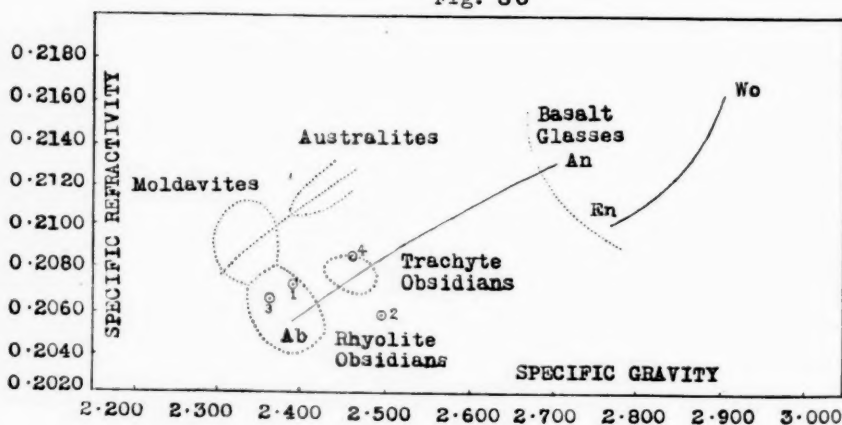 Fig. 36
0·2180
0·2160
0·2140
0·2120
0·2100
0·2080
0·2060
0·2040
0·2020
SPECIFIC REFRACTIVITY
Moldavites
Australites
Basalt
Glasses
Wo
An
En
4
Trachyte
Obsidians
1
3
2
Ab
Rhyolite
Obsidians
SPECIFIC GRAVITY
2·200 2·300 2·400 2·500 2·600 2·700 2·800 2·900 3·000